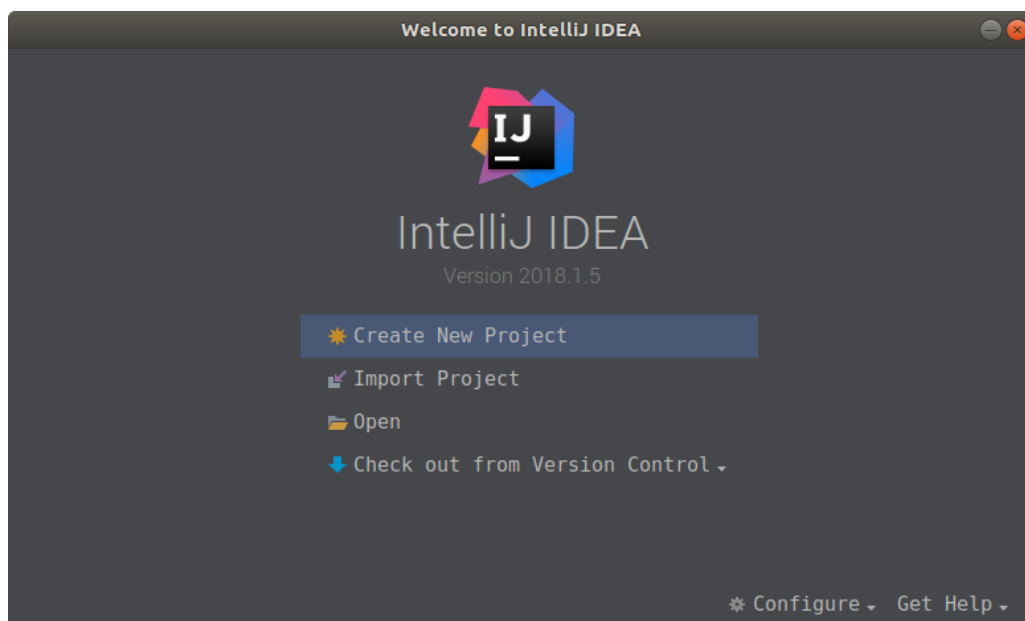 Welcome to IntelliJ IDEA
IJ
IntelliJ IDEA
Version 2018.1.5
Create New Project
Import Project
Open
Check out from Version Control
Configure Get Help